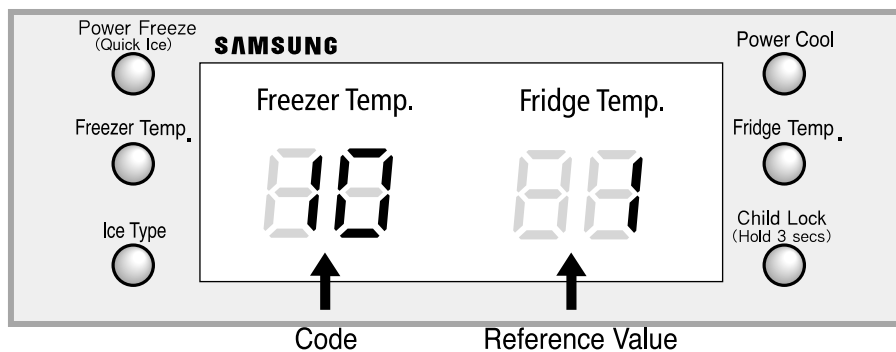 Power Freeze
(Quick Ice)
SAMSUNG
Power Cool
Freezer Temp.
Fridge Temp.
Freezer Temp.
Fridge Temp.
10
1
Ice Type
Child Lock
(Hold 3 secs)
Code
Reference Value